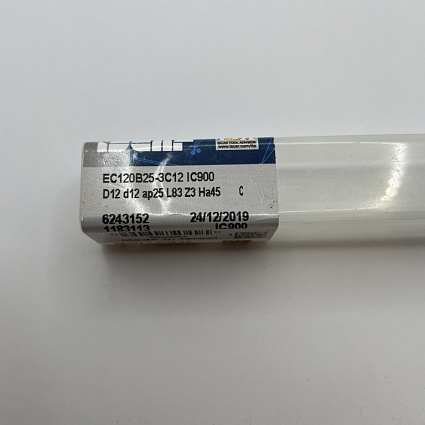 EC120B25-3C12 IC900
D12 d12 ap25 L83 Z3 Ha45 C
6243152 24/12/2019
1183113 IC900